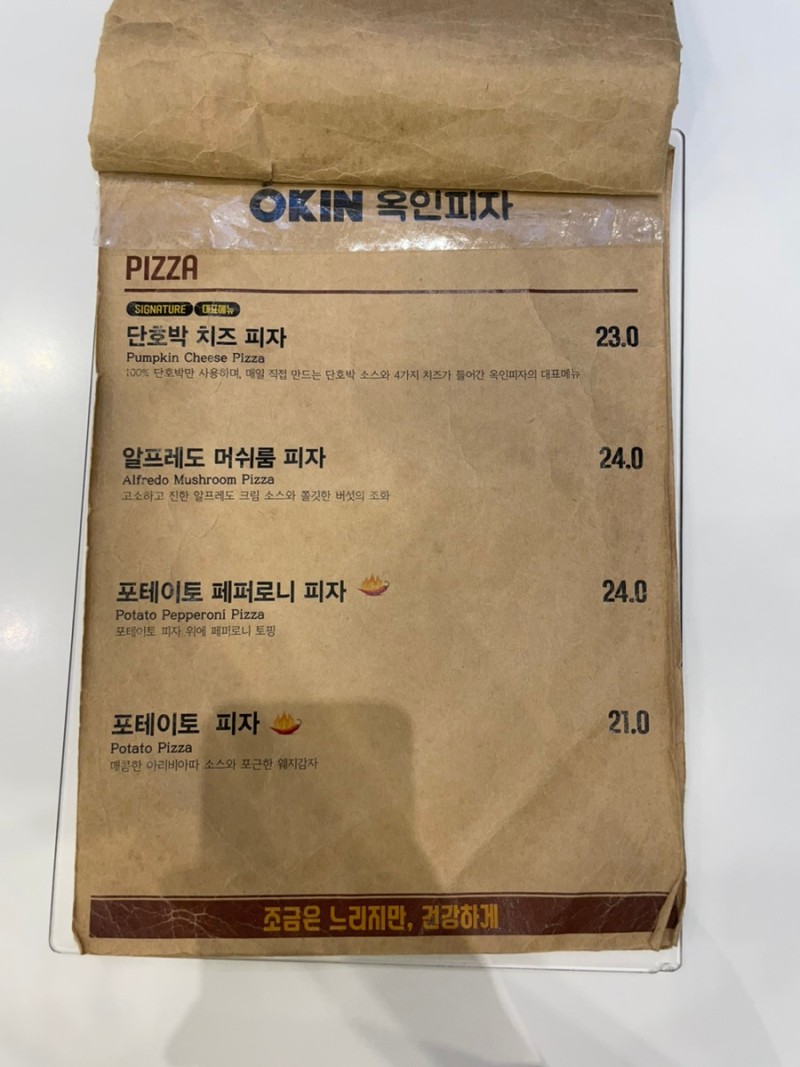 ÓKIN 옥인피자
PIZZA
SIGNATURE 대표메뉴
단호박 치즈 피자 23.0
Pumpkin Cheese Pizza
100% 단호박만 사용하며, 매일 직접 만드는 단호박 소스와 4가지 치즈가 들어간 옥인피자의 대표메뉴
알프레도 머쉬룸 피자 24.0
Alfredo Mushroom Pizza
고소하고 진한 알프레도 크림 소스와 쫄깃한 버섯의 조화
포테이토 페퍼로니 피자 24.0
Potato Pepperoni Pizza
포테이토 피자 위에 페퍼로니 토핑
포테이토 피자 21.0
Potato Pizza
매콤한 아리비아따 소스와 포근한 웨지감자
조금은 느리지만, 건강하게